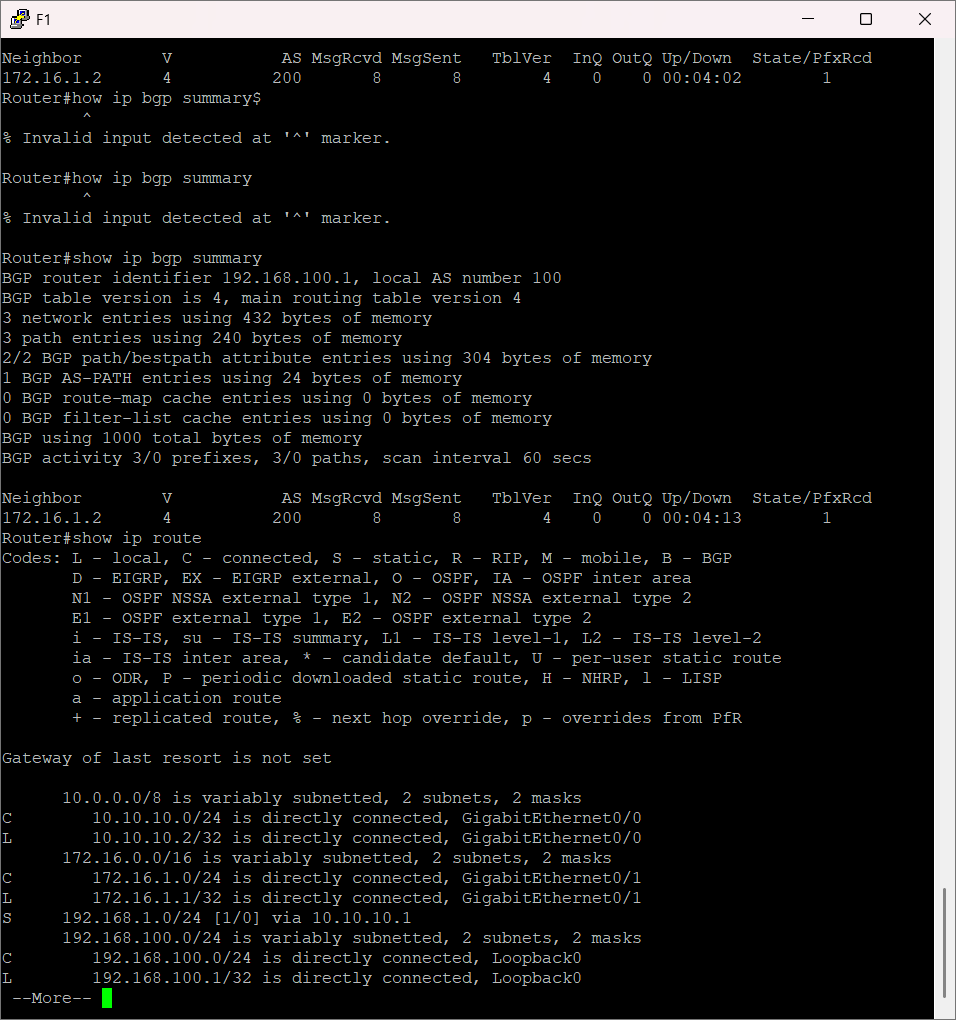 F1
Neighbor        V           AS MsgRcvd MsgSent   TblVer  InQ OutQ Up/Down  State/PfxRcd
172.16.1.2      4          200       8       8        4    0    0 00:04:02        1
Router#how ip bgp summary$
        ^
% Invalid input detected at '^' marker.
Router#how ip bgp summary
        ^
% Invalid input detected at '^' marker.
Router#show ip bgp summary
BGP router identifier 192.168.100.1, local AS number 100
BGP table version is 4, main routing table version 4
3 network entries using 432 bytes of memory
3 path entries using 240 bytes of memory
2/2 BGP path/bestpath attribute entries using 304 bytes of memory
1 BGP AS-PATH entries using 24 bytes of memory
0 BGP route-map cache entries using 0 bytes of memory
0 BGP filter-list cache entries using 0 bytes of memory
BGP using 1000 total bytes of memory
BGP activity 3/0 prefixes, 3/0 paths, scan interval 60 secs
Neighbor        V           AS MsgRcvd MsgSent   TblVer  InQ OutQ Up/Down  State/PfxRcd
172.16.1.2      4          200       8       8        4    0    0 00:04:13        1
Router#show ip route
Codes: L - local, C - connected, S - static, R - RIP, M - mobile, B - BGP
       D - EIGRP, EX - EIGRP external, O - OSPF, IA - OSPF inter area
       N1 - OSPF NSSA external type 1, N2 - OSPF NSSA external type 2
       E1 - OSPF external type 1, E2 - OSPF external type 2
       i - IS-IS, su - IS-IS summary, L1 - IS-IS level-1, L2 - IS-IS level-2
       ia - IS-IS inter area, * - candidate default, U - per-user static route
       o - ODR, P - periodic downloaded static route, H - NHRP, l - LISP
       a - application route
       + - replicated route, % - next hop override, p - overrides from PfR
Gateway of last resort is not set
      10.0.0.0/8 is variably subnetted, 2 subnets, 2 masks
C        10.10.10.0/24 is directly connected, GigabitEthernet0/0
L        10.10.10.2/32 is directly connected, GigabitEthernet0/0
      172.16.0.0/16 is variably subnetted, 2 subnets, 2 masks
C        172.16.1.0/24 is directly connected, GigabitEthernet0/1
L        172.16.1.1/32 is directly connected, GigabitEthernet0/1
S     192.168.1.0/24 [1/0] via 10.10.10.1
      192.168.100.0/24 is variably subnetted, 2 subnets, 2 masks
C        192.168.100.0/24 is directly connected, Loopback0
L        192.168.100.1/32 is directly connected, Loopback0
 --More--